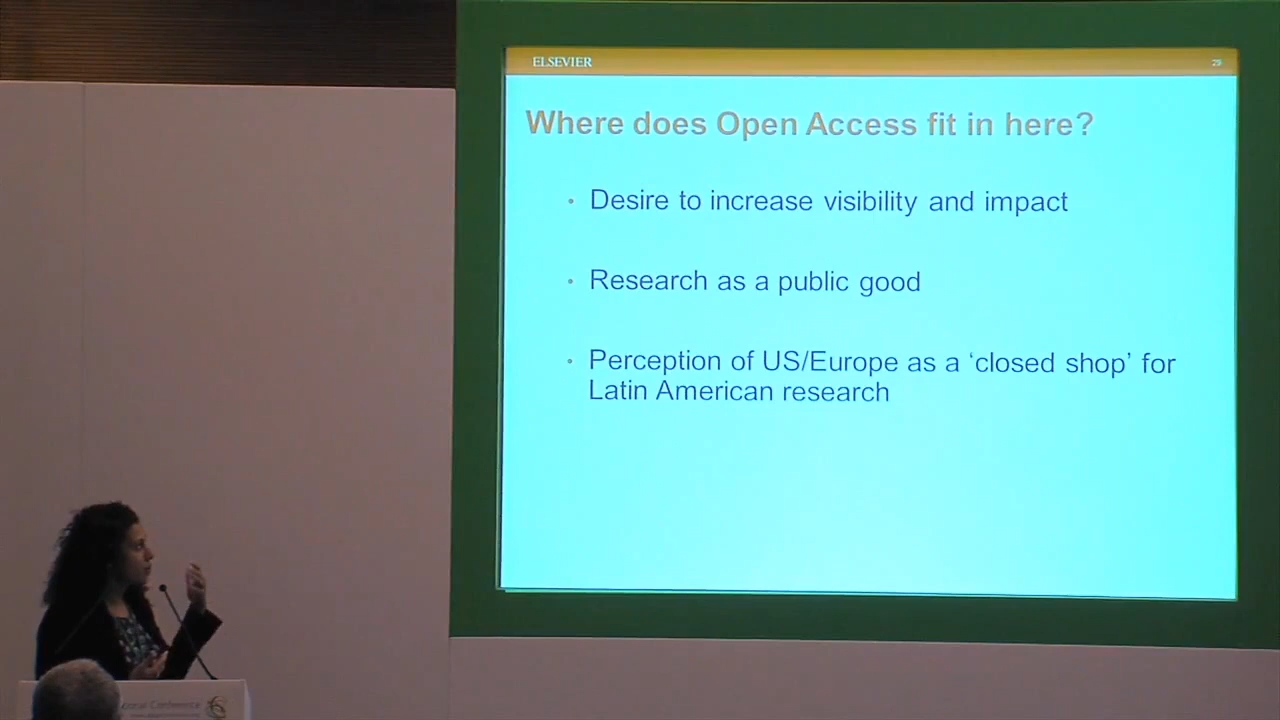 ELSEVIER
Where does Open Access fit in here?
• Desire to increase visibility and impact
• Research as a public good
• Perception of US/Europe as a ‘closed shop’ for
Latin American research
Conference